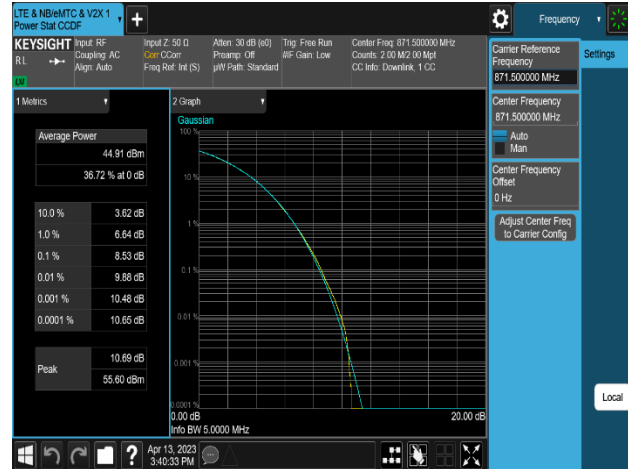 LTE & NB/eMTC & V2X 1
Power Stat CCDF
Frequency
KEYSIGHT
Input: RF
Coupling: AC
Align: Auto
Input Z: 50 Ω
Corr CCorr
Freq Ref: Int (S)
Atten: 30 dB (e0)
Preamp: Off
µW Path: Standard
Trig: Free Run
#IF Gain: Low
Center Freq: 871.500000 MHz
Counts: 2.00 M/2.00 Mpt
CC Info: Downlink, 1 CC
RL
Carrier Reference
Frequency
871.500000 MHz
Settings
Center Frequency
871.500000 MHz
Auto
Man
Center Frequency
Offset
0 Hz
Adjust Center Freq
to Carrier Config
Local
1 Metrics
Average Power
44.91 dBm
36.72 % at 0 dB
10.0 % 3.62 dB
1.0 % 6.64 dB
0.1 % 8.53 dB
0.01 % 9.88 dB
0.001 % 10.48 dB
0.0001 % 10.65 dB
Peak
10.69 dB
55.60 dBm
2 Graph
Gaussian
100 %
10 %
1 %
0.1 %
0.01 %
0.001 %
0.0001 %
0.00 dB
20.00 dB
Info BW 5.0000 MHz
Apr 13, 2023
3:40:33 PM